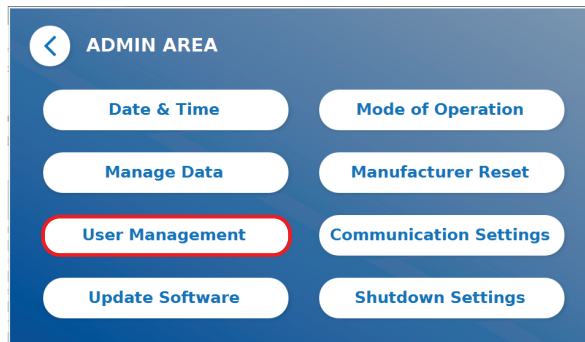 ADMIN AREA
Date & Time
Mode of Operation
Manage Data
Manufacturer Reset
User Management
Communication Settings
Update Software
Shutdown Settings